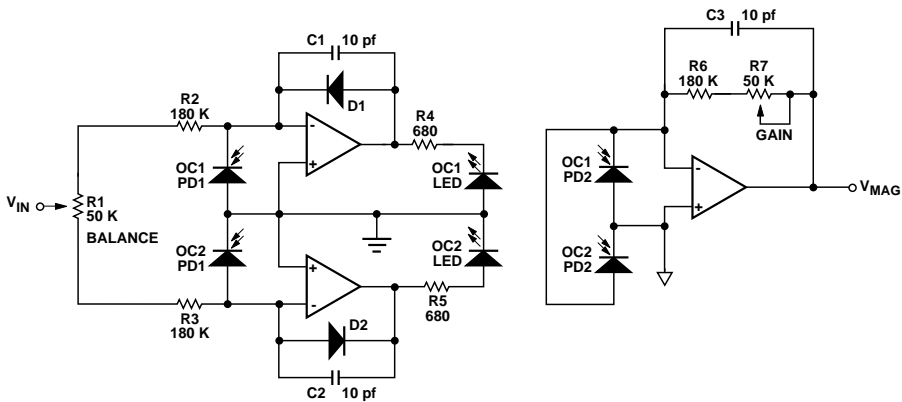 C1 10 pf
D1
R2
180 K
R4
680
OC1
PD1
OC1
LED
-
+
V_IN
R1
50 K
BALANCE
OC2
PD1
OC2
LED
+
-
R5
680
R3
180 K
D2
C2 10 pf
C3 10 pf
R6
180 K
R7
50 K
GAIN
OC1
PD2
-
+
V_MAG
OC2
PD2